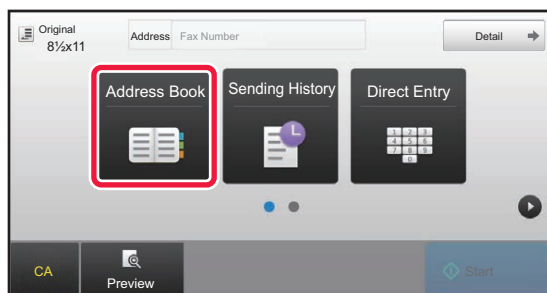 Original
8½x11
Address Fax Number
Detail
Address Book
Sending History
Direct Entry
1 2 3
4 5 6
7 8 9
0
CA
Preview
Start